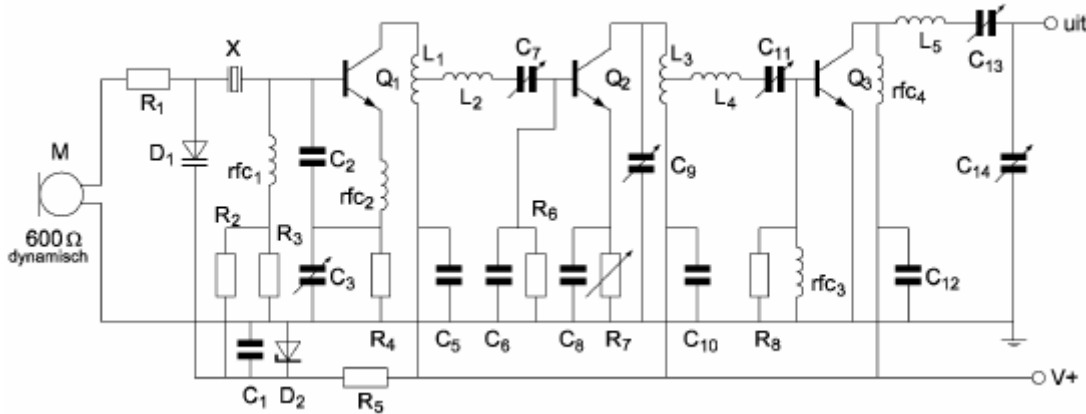 uit
C₁₃
L₅
X
C₇
C₁₁
L₁
L₃
Q₁
Q₂
Q₃
R₁
L₂
L₄
rfc₄
M
D₁
rfc₁
C₂
rfc₂
C₉
C₁₄
R₂
R₃
R₆
600 Ω
dynamisch
C₃
rfc₃
C₁₂
R₄
C₅
C₆
C₈
R₇
C₁₀
R₈
V+
C₁
D₂
R₅